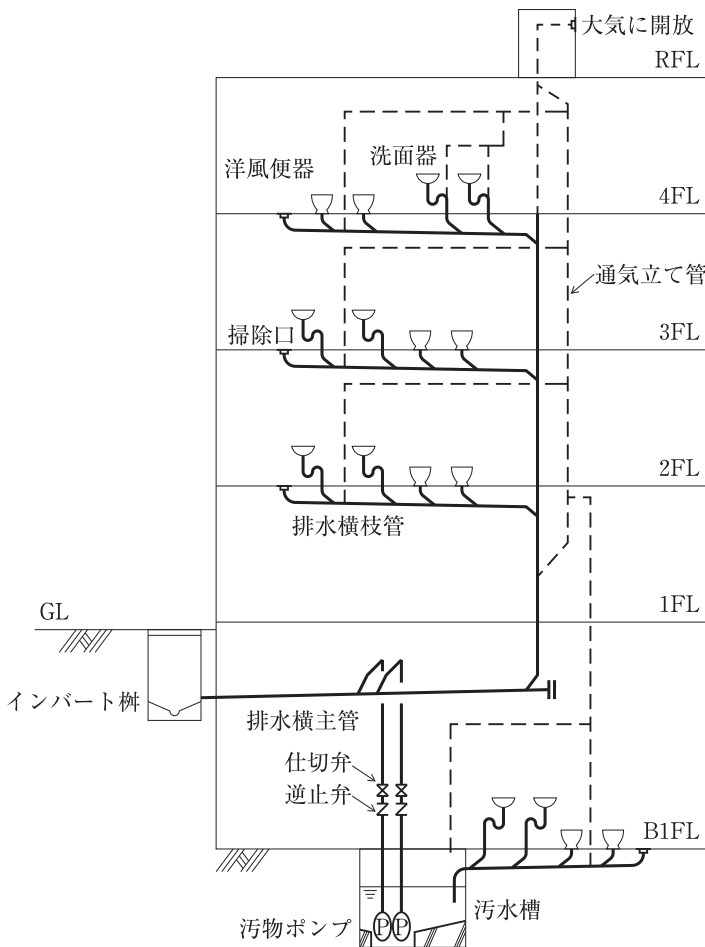 大気に開放
RFL
洋風便器
洗面器
4FL
通気立て管
掃除口
3FL
2FL
排水横枝管
GL
1FL
インバート桝
排水横主管
仕切弁
逆止弁
B1FL
汚水槽
汚物ポンプ
P P